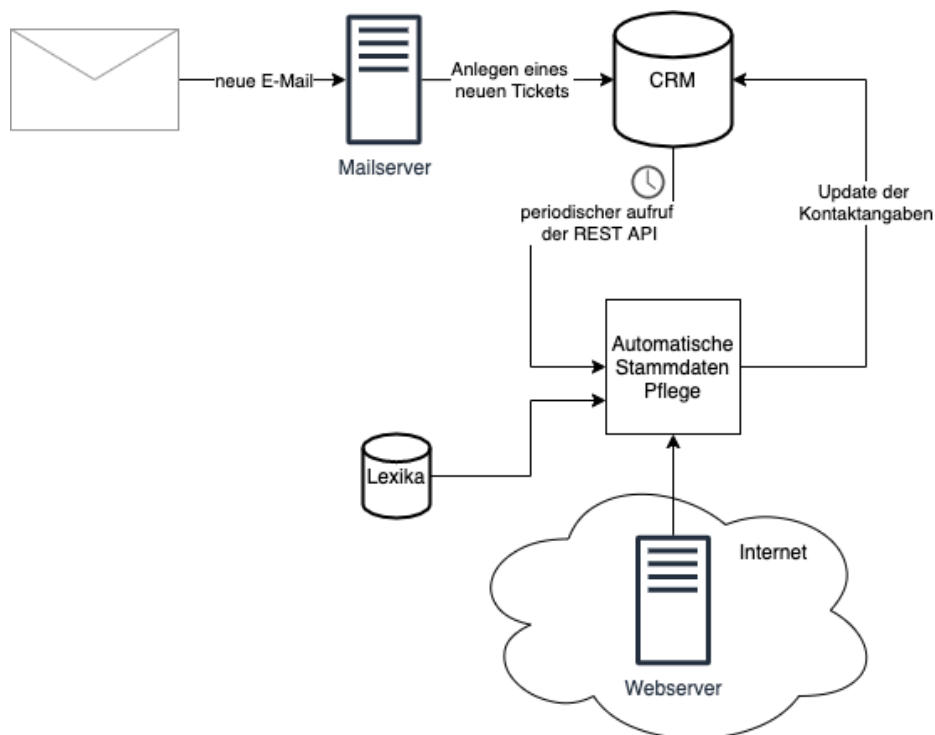 neue E-Mail
Anlegen eines
neuen Tickets
CRM
Mailserver
periodischer aufruf
der REST API
Update der
Kontaktangaben
Automatische
Stammdaten
Pflege
Lexika
Internet
Webserver